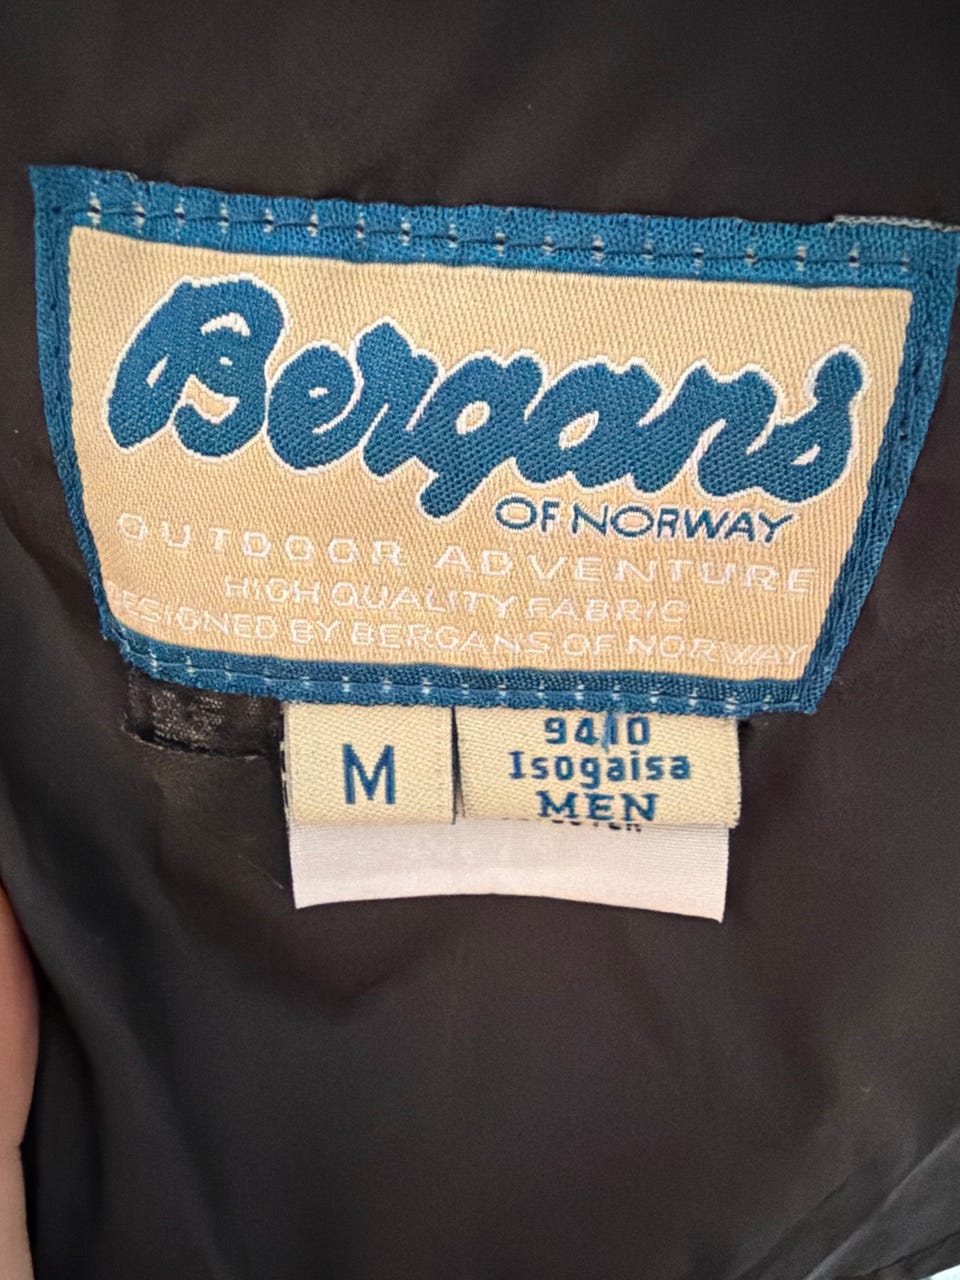 Bergans
OF NORWAY
OUTDOOR ADVENTURE
HIGH QUALITY FABRIC
DESIGNED BY BERGANS OF NORWAY
M
9410
Isogaisa
MEN